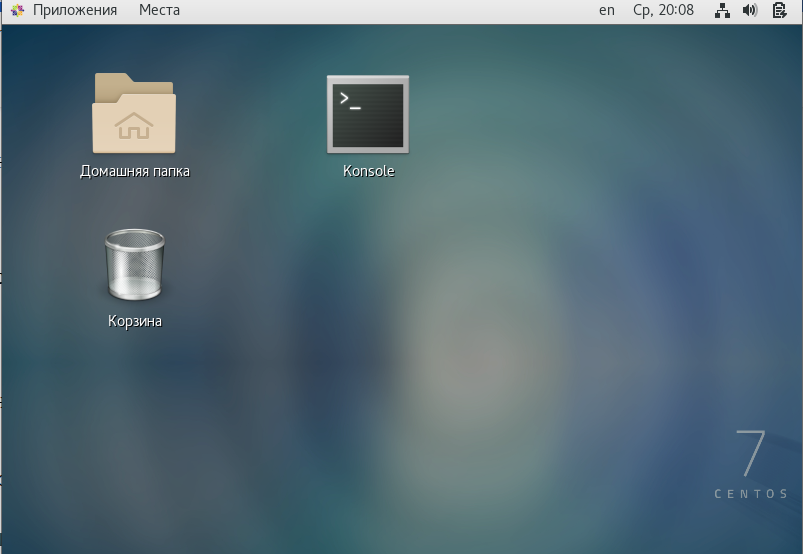 Приложения Места en Ср, 20:08
Домашняя папка Konsole
Корзина
7
CENTOS